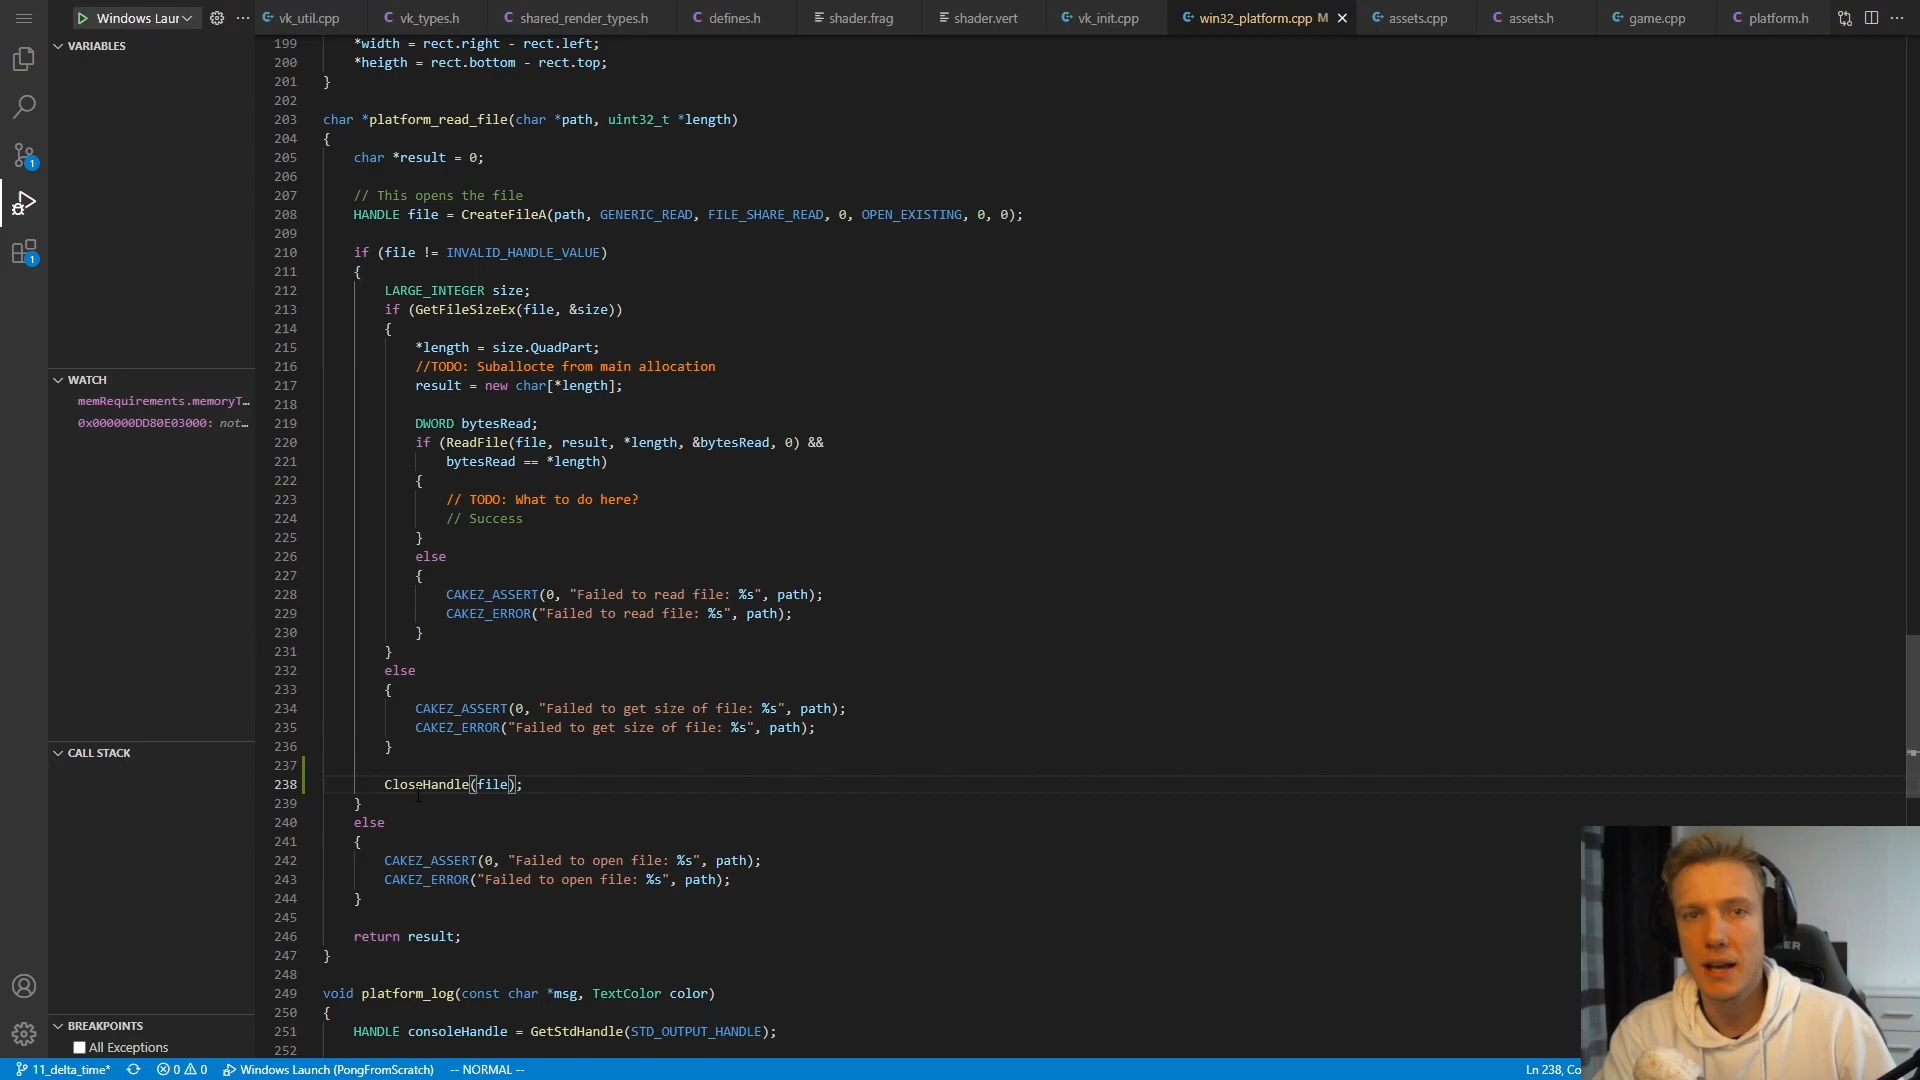 Windows Laur
vk_util.cpp
vk_types.h
shared_render_types.h
defines.h
shader.frag
shader.vert
vk_init.cpp
win32_platform.cpp M
assets.cpp
assets.h
game.cpp
platform.h
VARIABLES
WATCH
memRequirements.memoryT…
0x000000DD80E03000: not…
CALL STACK
BREAKPOINTS
All Exceptions
1
1
199 *width = rect.right - rect.left;
200 *heigth = rect.bottom - rect.top;
201 }
202
203 char *platform_read_file(char *path, uint32_t *length)
204 {
205 char *result = 0;
206
207 // This opens the file
208 HANDLE file = CreateFileA(path, GENERIC_READ, FILE_SHARE_READ, 0, OPEN_EXISTING, 0, 0);
209
210 if (file != INVALID_HANDLE_VALUE)
211 {
212 LARGE_INTEGER size;
213 if (GetFileSizeEx(file, &size))
214 {
215 *length = size.QuadPart;
216 //TODO: Suballocte from main allocation
217 result = new char[*length];
218
219 DWORD bytesRead;
220 if (ReadFile(file, result, *length, &bytesRead, 0) &&
221 bytesRead == *length)
222 {
223 // TODO: What to do here?
224 // Success
225 }
226 else
227 {
228 CAKEZ_ASSERT(0, "Failed to read file: %s", path);
229 CAKEZ_ERROR("Failed to read file: %s", path);
230 }
231 }
232 else
233 {
234 CAKEZ_ASSERT(0, "Failed to get size of file: %s", path);
235 CAKEZ_ERROR("Failed to get size of file: %s", path);
236 }
237
238 CloseHandle(file);
239 }
240 else
241 {
242 CAKEZ_ASSERT(0, "Failed to open file: %s", path);
243 CAKEZ_ERROR("Failed to open file: %s", path);
244 }
245
246 return result;
247 }
248
249 void platform_log(const char *msg, TextColor color)
250 {
251 HANDLE consoleHandle = GetStdHandle(STD_OUTPUT_HANDLE);
252
11_delta_time* 0 0 Windows Launch (PongFromScratch) -- NORMAL -- Ln 238, Co